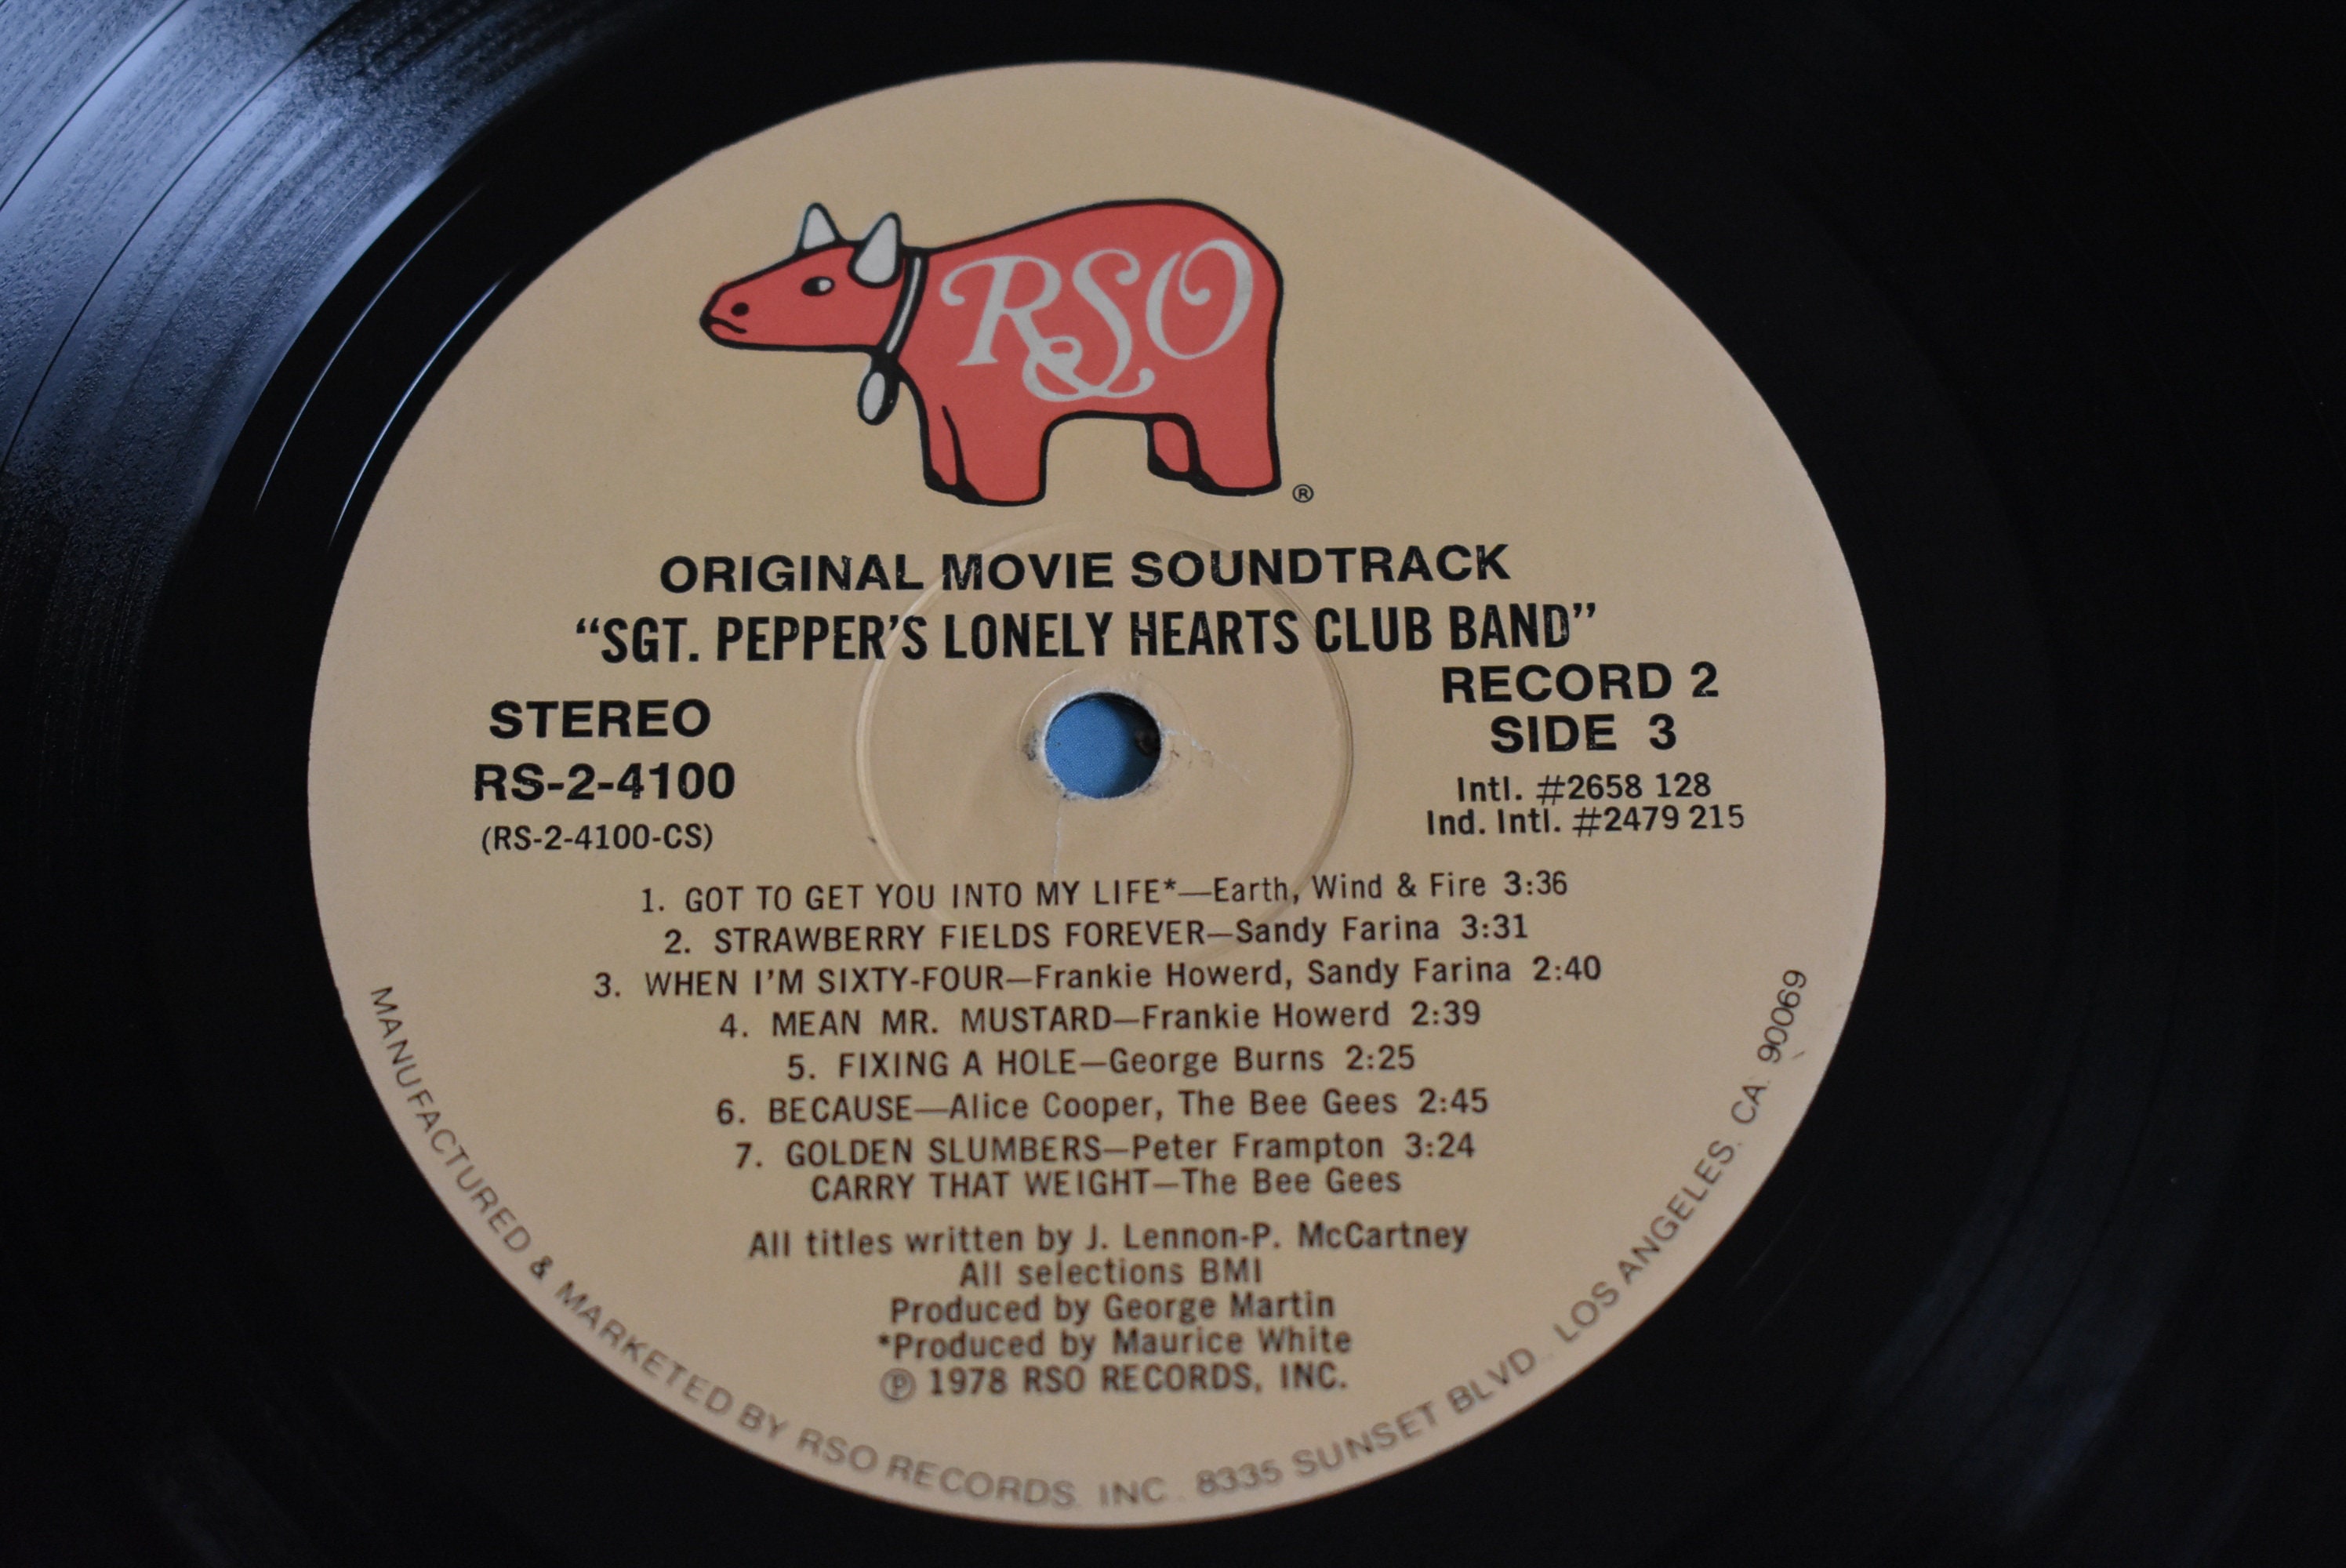 RSO
®
ORIGINAL MOVIE SOUNDTRACK
“SGT. PEPPER’S LONELY HEARTS CLUB BAND”
STEREO
RS-2-4100
(RS-2-4100-CS)
RECORD 2
SIDE 3
Intl. #2658 128
Ind. Intl. #2479 215
1. GOT TO GET YOU INTO MY LIFE*—Earth, Wind & Fire 3:36
2. STRAWBERRY FIELDS FOREVER—Sandy Farina 3:31
3. WHEN I’M SIXTY-FOUR—Frankie Howerd, Sandy Farina 2:40
4. MEAN MR. MUSTARD—Frankie Howerd 2:39
5. FIXING A HOLE—George Burns 2:25
6. BECAUSE—Alice Cooper, The Bee Gees 2:45
7. GOLDEN SLUMBERS—Peter Frampton 3:24
CARRY THAT WEIGHT—The Bee Gees
All titles written by J. Lennon-P. McCartney
All selections BMI
Produced by George Martin
*Produced by Maurice White
℗ 1978 RSO RECORDS, INC.
MANUFACTURED & MARKETED BY RSO RECORDS, INC. 8335 SUNSET BLVD., LOS ANGELES, CA. 90069